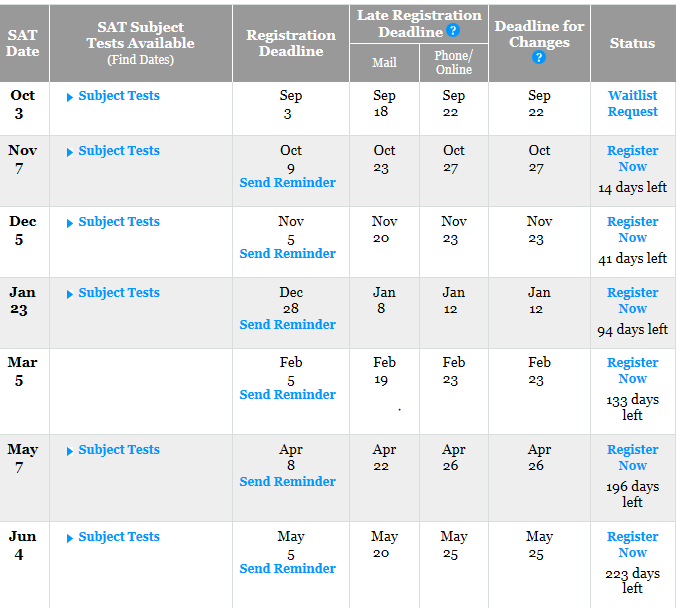 SAT Date
SAT Subject Tests Available (Find Dates)
Registration Deadline
Late Registration Deadline ?
Mail
Phone/ Online
Deadline for Changes ?
Status
Oct 3
Subject Tests
Sep 3
Sep 18
Sep 22
Sep 22
Waitlist Request
Nov 7
Subject Tests
Oct 9
Send Reminder
Oct 23
Oct 27
Oct 27
Register Now
14 days left
Dec 5
Subject Tests
Nov 5
Send Reminder
Nov 20
Nov 23
Nov 23
Register Now
41 days left
Jan 23
Subject Tests
Dec 28
Send Reminder
Jan 8
Jan 12
Jan 12
Register Now
94 days left
Mar 5
Feb 5
Send Reminder
Feb 19
Feb 23
Feb 23
Register Now
133 days left
May 7
Subject Tests
Apr 8
Send Reminder
Apr 22
Apr 26
Apr 26
Register Now
196 days left
Jun 4
Subject Tests
May 5
Send Reminder
May 20
May 25
May 25
Register Now
223 days left